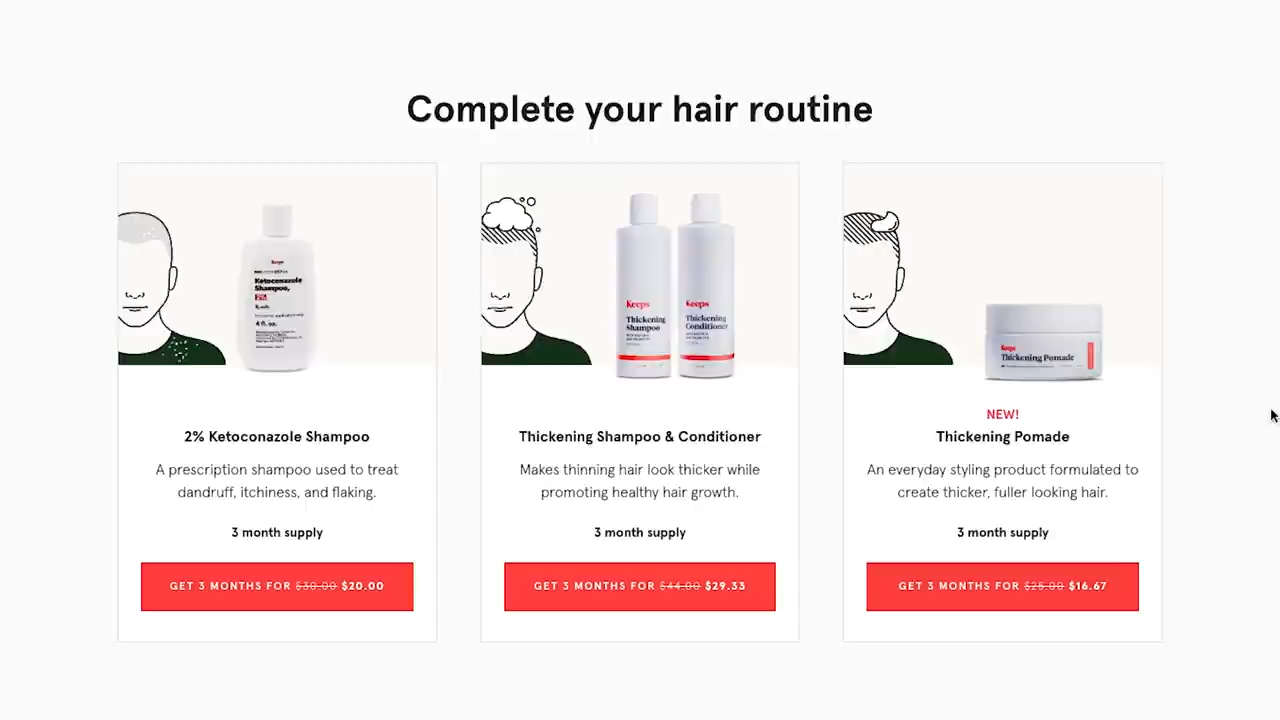 Complete your hair routine
Keeps
Ketoconazole
Shampoo,
2%
4 fl. oz.
Keeps
Thickening
Shampoo
Keeps
Thickening
Conditioner
Keeps
Thickening Pomade
2% Ketoconazole Shampoo
A prescription shampoo used to treat
dandruff, itchiness, and flaking.
3 month supply
GET 3 MONTHS FOR $30.00 $20.00
Thickening Shampoo & Conditioner
Makes thinning hair look thicker while
promoting healthy hair growth.
3 month supply
GET 3 MONTHS FOR $44.00 $29.33
NEW!
Thickening Pomade
An everyday styling product formulated to
create thicker, fuller looking hair.
3 month supply
GET 3 MONTHS FOR $25.00 $16.67